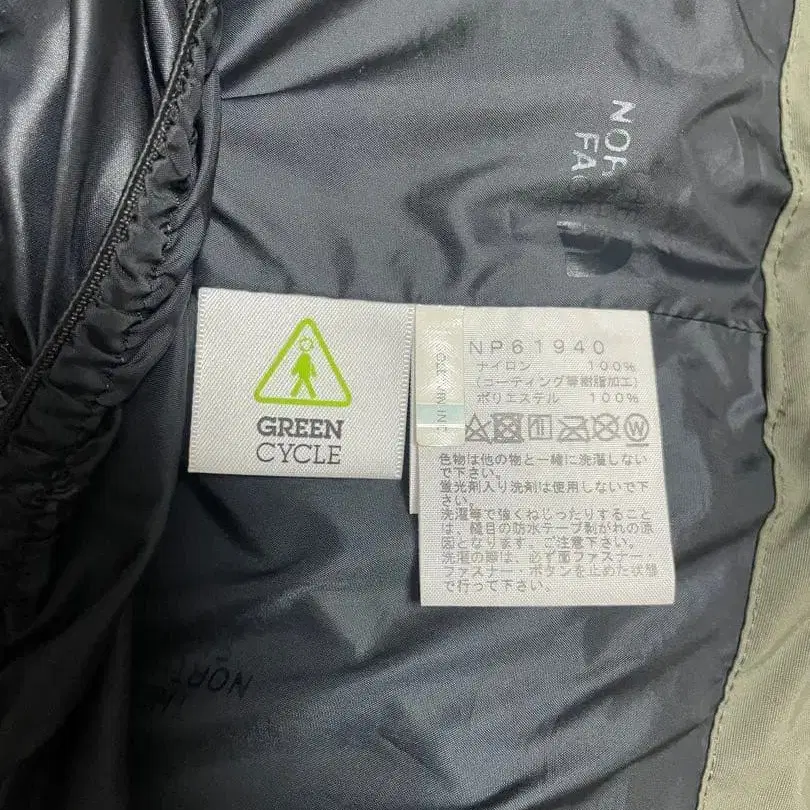 NOR
FA
GREEN
CYCLE
NP61940
ナイロン 100%
(コーティング等樹脂加工)
ポリエステル 100%
W
色物は他の物と一緒に洗濯しない
で下さい。
蛍光剤入り洗剤は使用しないで下
さい。
洗濯等で強くねじったりすること
は、縫目の防水テープ剥がれの原
因となります。ご注意下さい。
洗濯の際は、必ず面ファスナー・
ファスナー・ボタンを止めた状態
で行って下さい。
NORT